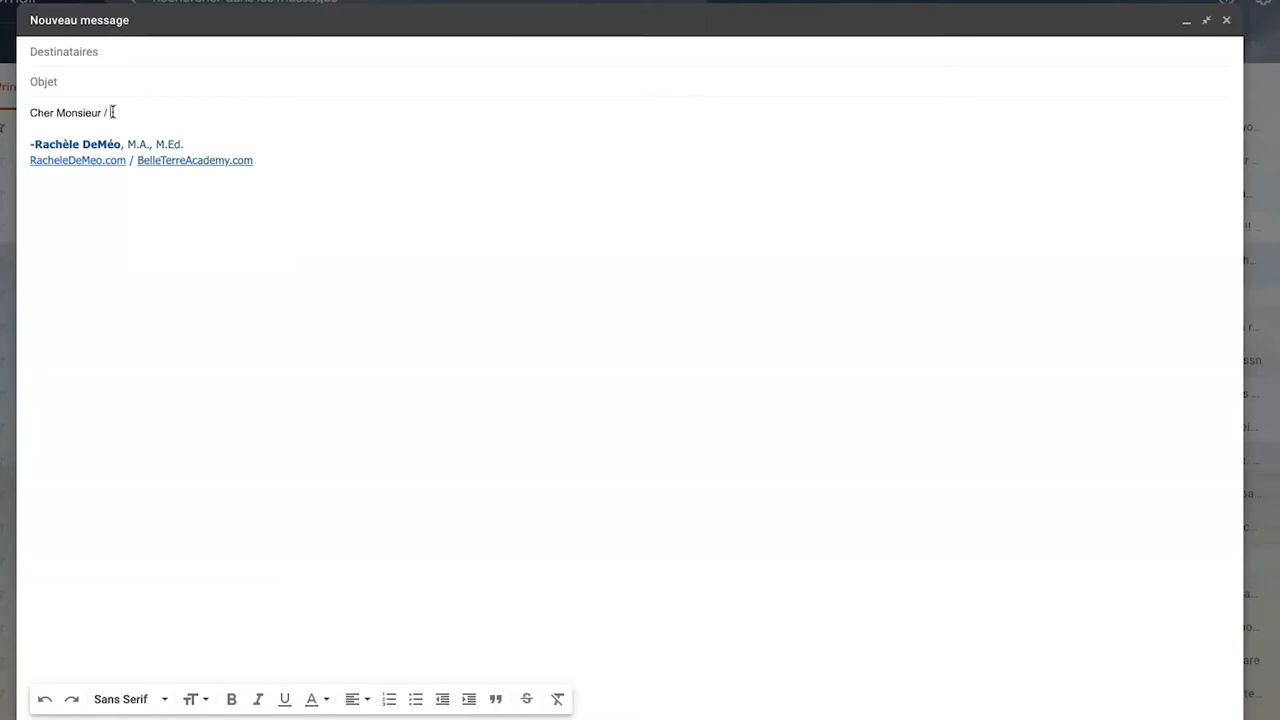 Nouveau message
Destinataires
Objet
Cher Monsieur /
-Rachèle DeMéo, M.A., M.Ed.
RacheleDeMeo.com / BelleTerreAcademy.com
Sans Serif